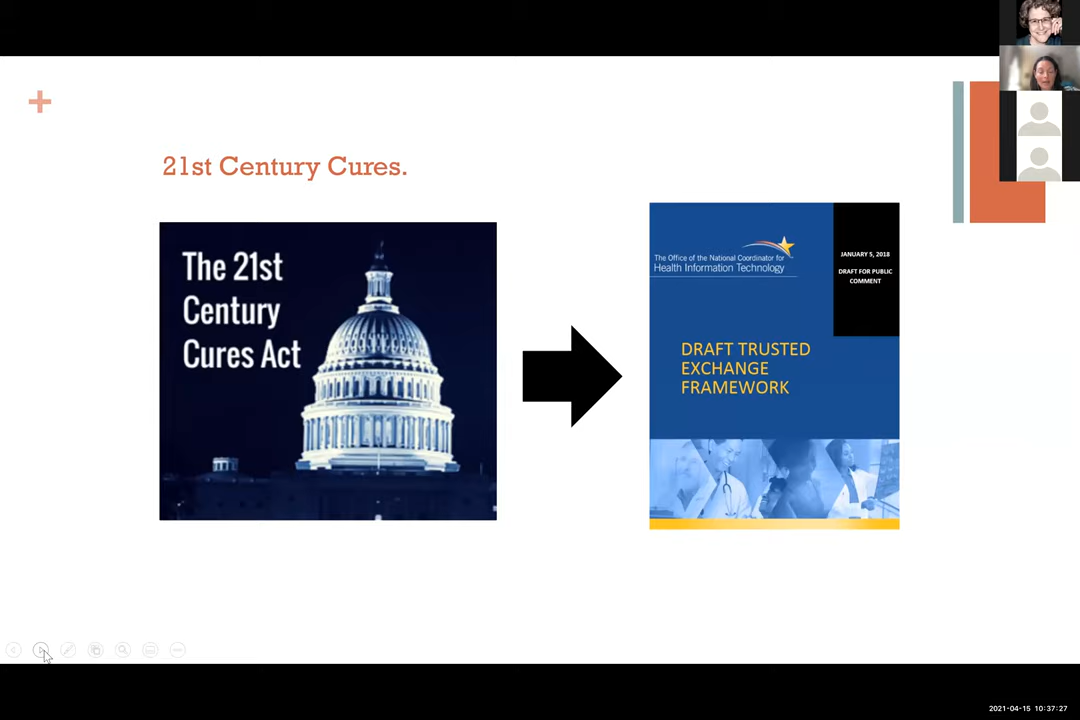 21st Century Cures.
The 21st
Century
Cures Act
The Office of the National Coordinator for
Health Information Technology
JANUARY 5, 2018
DRAFT FOR PUBLIC
COMMENT
DRAFT TRUSTED
EXCHANGE
FRAMEWORK
2021-04-15 10:37:27